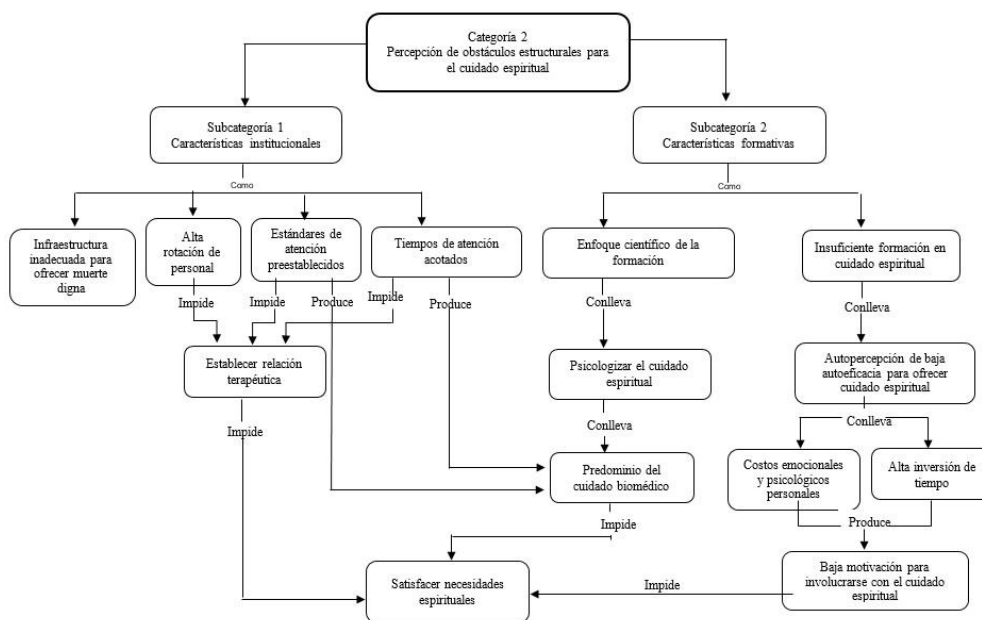 Categoría 2
Percepción de obstáculos estructurales para
el cuidado espiritual
Subcategoría 1
Características institucionales
Subcategoría 2
Características formativas
Como
Como
Infraestructura
inadecuada para
ofrecer muerte
digna
Alta
rotación de
personal
Estándares de
atención
preestablecidos
Tiempos de atención
acotados
Enfoque científico de la
formación
Insuficiente formación en
cuidado espiritual
Impide
Impide
Produce
Impide
Produce
Conlleva
Conlleva
Establecer relación
terapéutica
Psicologizar el cuidado
espiritual
Autopercepción de baja
autoeficacia para ofrecer
cuidado espiritual
Impide
Conlleva
Conlleva
Predominio del
cuidado biomédico
Costos emocionales
y psicológicos
personales
Alta inversión de
tiempo
Impide
Produce
Satisfacer necesidades
espirituales
Impide
Baja motivación para
involucrarse con el cuidado
espiritual